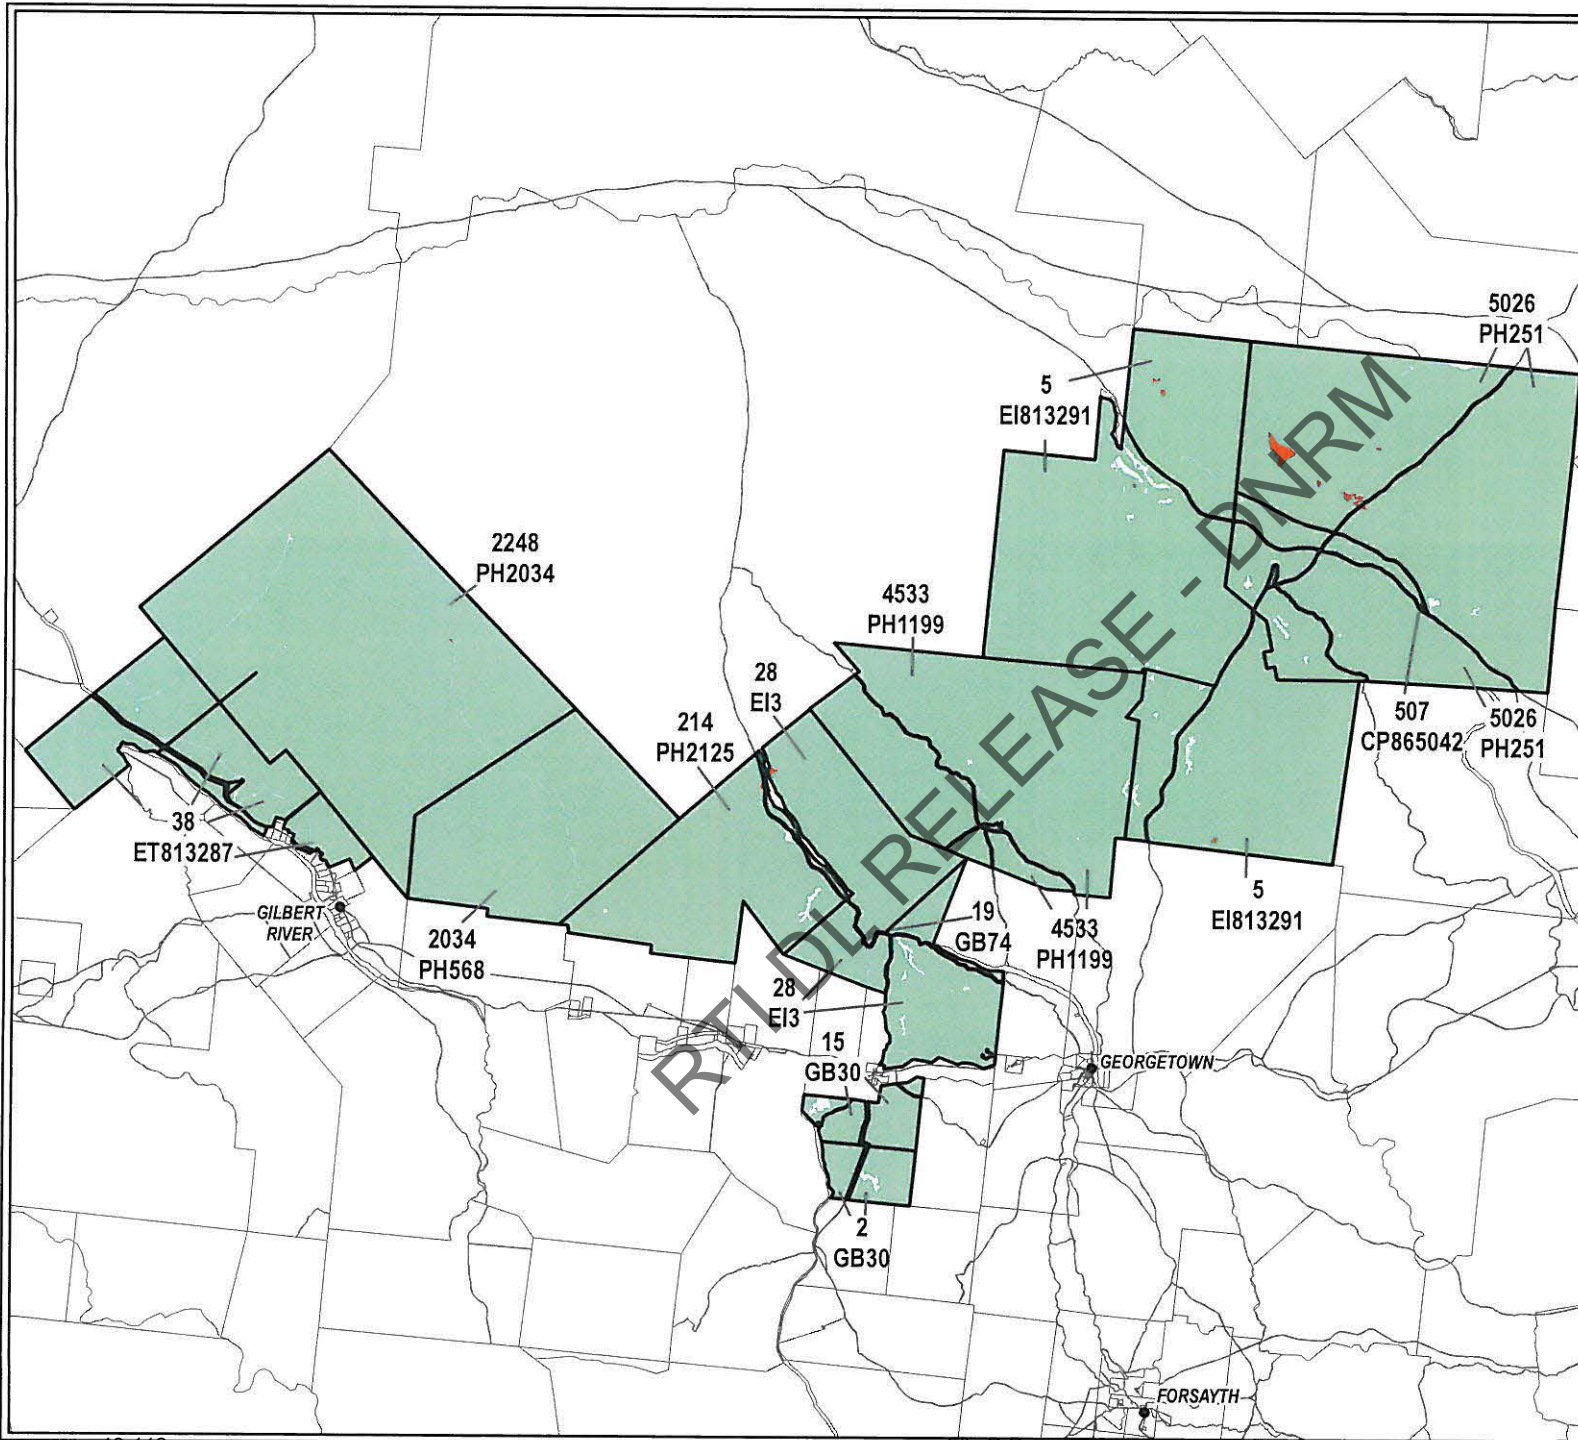 5026
PH251
5
EI813291
2248
PH2034
4533
PH1199
28
EI3
214
PH2125
507
CP865042
5026
PH251
38
ET813287
GILBERT
RIVER
2034
PH568
19
GB74
4533
PH1199
5
EI813291
28
EI3
15
GB30
GEORGETOWN
2
GB30
FORSAYTH
RTI DL RELEASE - DNRM